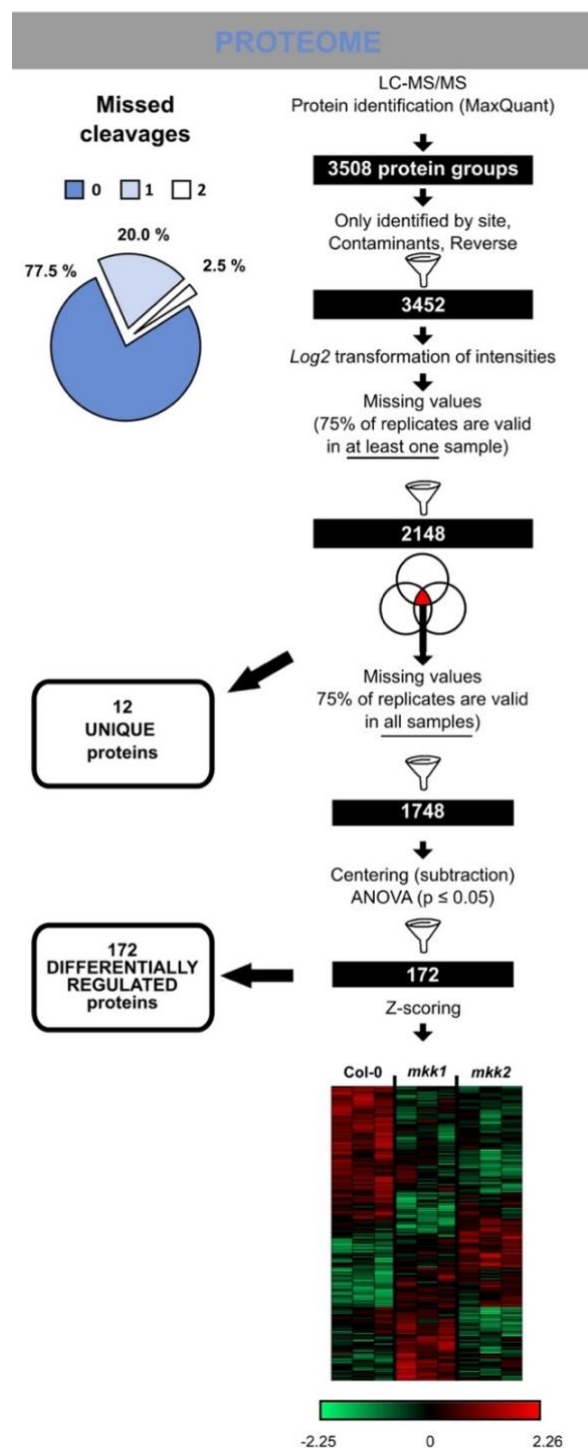 PROTEOME
Missed
cleavages
0 1 2
20.0 %
77.5 %
2.5 %
LC-MS/MS
Protein identification (MaxQuant)
3508 protein groups
Only identified by site,
Contaminants, Reverse
3452
Log2 transformation of intensities
Missing values
(75% of replicates are valid
in at least one sample)
2148
12
UNIQUE
proteins
Missing values
75% of replicates are valid
in all samples)
1748
Centering (subtraction)
ANOVA (p ≤ 0.05)
172
DIFFERENTIALLY
REGULATED
proteins
172
Z-scoring
Col-0 mkk1 mkk2
-2.25 0 2.26